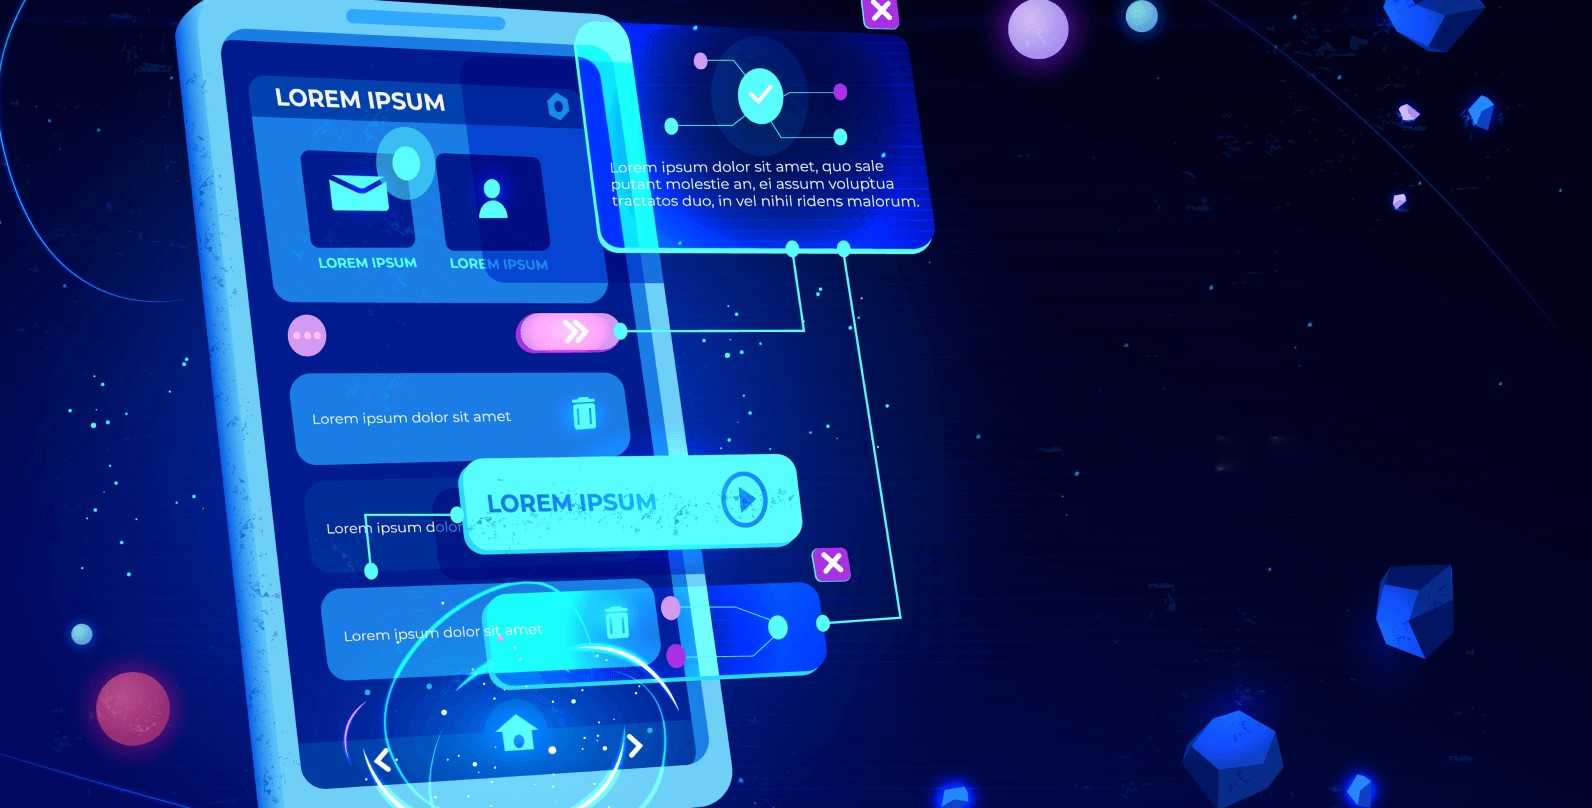 LOREM IPSUM
LOREM IPSUM
LOREM IPSUM
Lorem ipsum dolor sit amet, quo sale
putant molestie an, ei assum voluptua
tractatos duo, in vel nihil ridens malorum.
Lorem ipsum dolor sit amet
LOREM IPSUM
Lorem ipsum dolor
Lorem ipsum dolor sit amet